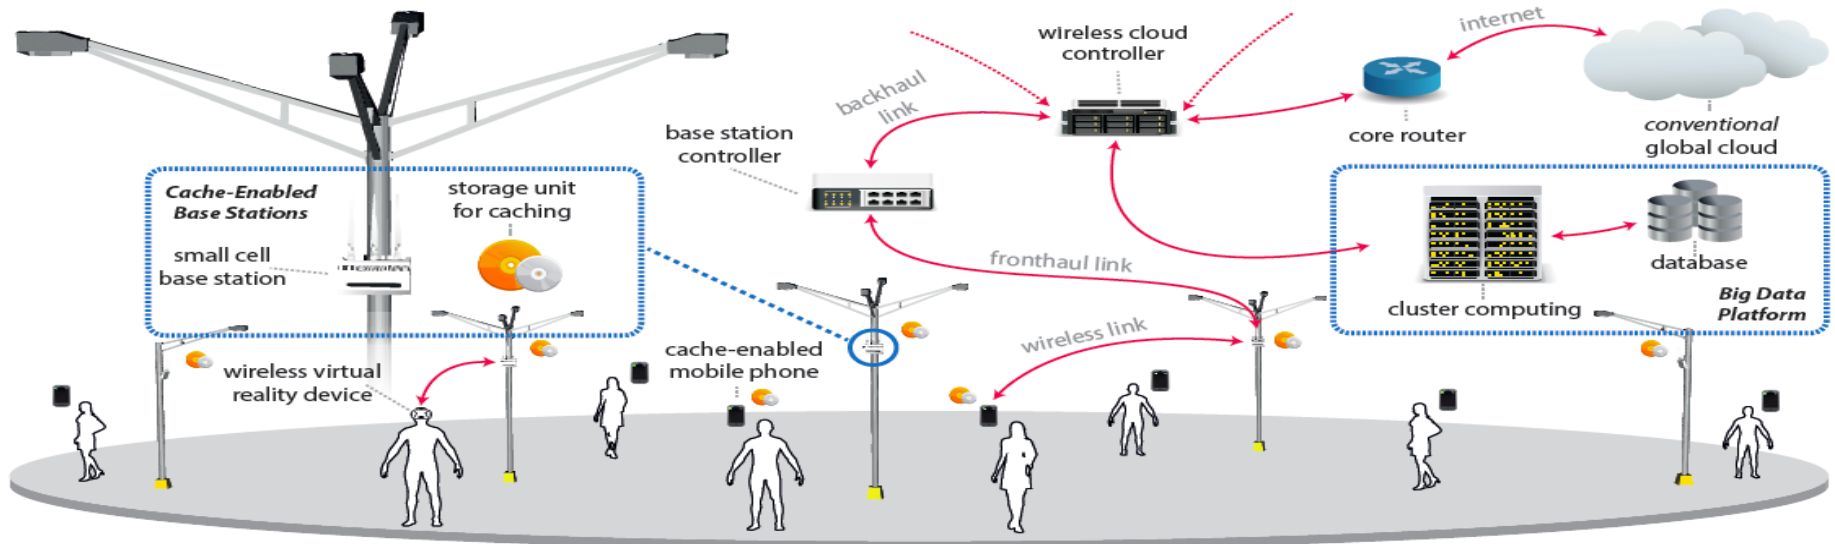 Cache-Enabled
Base Stations
storage unit
for caching
small cell
base station
wireless virtual
reality device
cache-enabled
mobile phone
base station
controller
backhaul
link
wireless cloud
controller
fronthaul link
wireless link
internet
core router
conventional
global cloud
cluster computing
database
Big Data
Platform